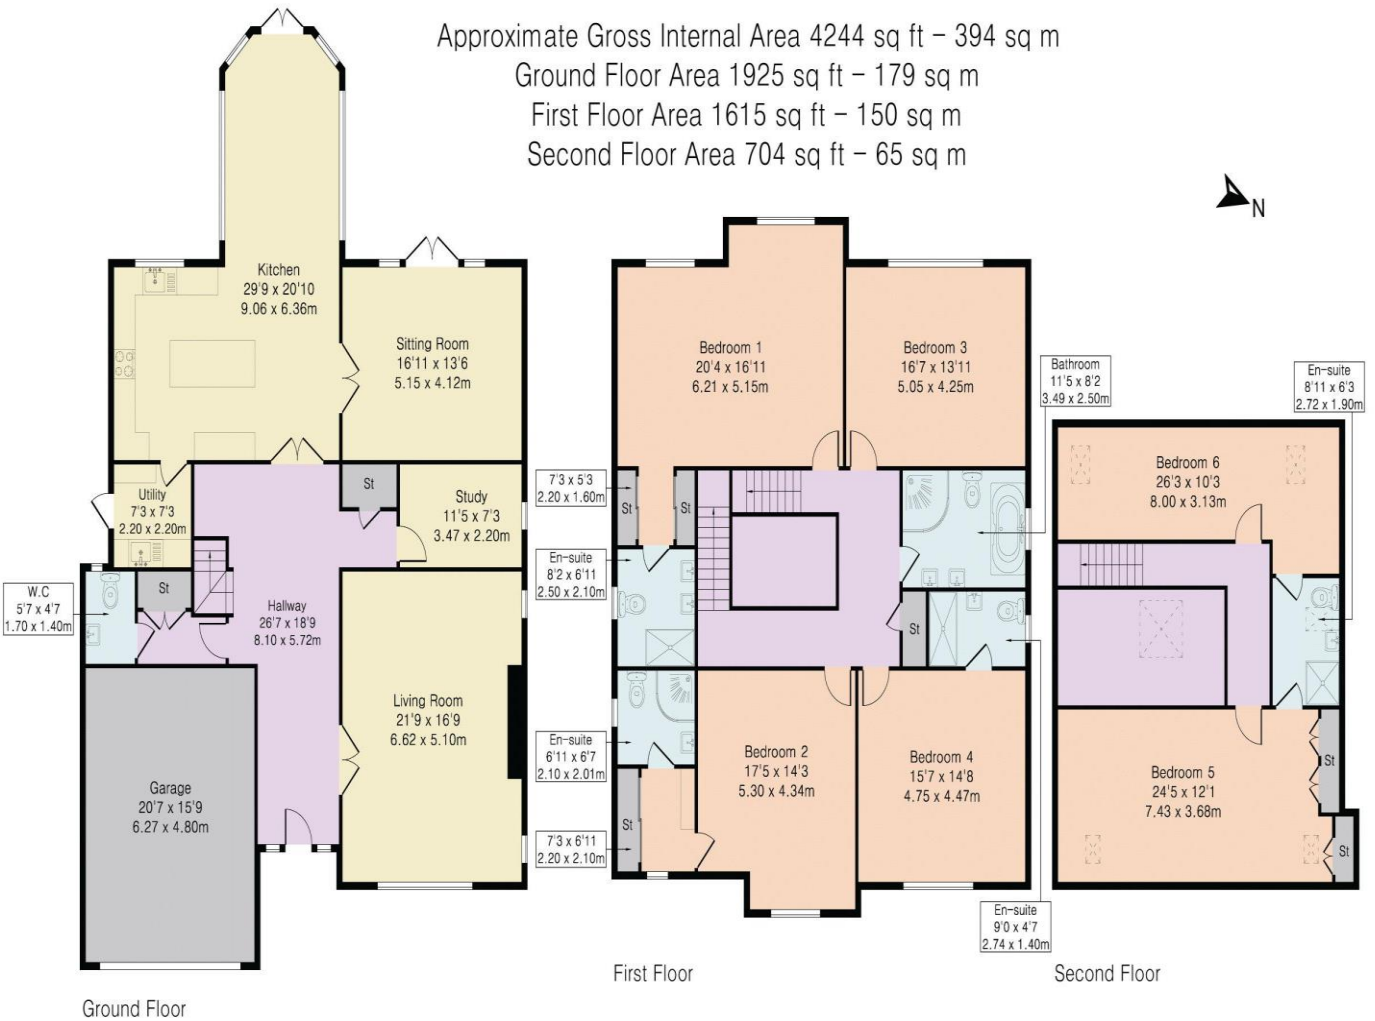 Approximate Gross Internal Area 4244 sq ft - 394 sq m
Ground Floor Area 1925 sq ft - 179 sq m
First Floor Area 1615 sq ft - 150 sq m
Second Floor Area 704 sq ft - 65 sq m
N
Kitchen
29'9 x 20'10
9.06 x 6.36m
Sitting Room
16'11 x 13'6
5.15 x 4.12m
Utility
7'3 x 7'3
2.20 x 2.20m
St
Study
11'5 x 7'3
3.47 x 2.20m
W.C
5'7 x 4'7
1.70 x 1.40m
St
Hallway
26'7 x 18'9
8.10 x 5.72m
Living Room
21'9 x 16'9
6.62 x 5.10m
Garage
20'7 x 15'9
6.27 x 4.80m
Ground Floor
Bedroom 1
20'4 x 16'11
6.21 x 5.15m
Bedroom 3
16'7 x 13'11
5.05 x 4.25m
Bathroom
11'5 x 8'2
3.49 x 2.50m
7'3 x 5'3
2.20 x 1.60m
St
St
En-suite
8'2 x 6'11
2.50 x 2.10m
St
En-suite
6'11 x 6'7
2.10 x 2.01m
Bedroom 2
17'5 x 14'3
5.30 x 4.34m
Bedroom 4
15'7 x 14'8
4.75 x 4.47m
St
7'3 x 6'11
2.20 x 2.10m
En-suite
9'0 x 4'7
2.74 x 1.40m
First Floor
En-suite
8'11 x 6'3
2.72 x 1.90m
Bedroom 6
26'3 x 10'3
8.00 x 3.13m
Bedroom 5
24'5 x 12'1
7.43 x 3.68m
St
St
Second Floor